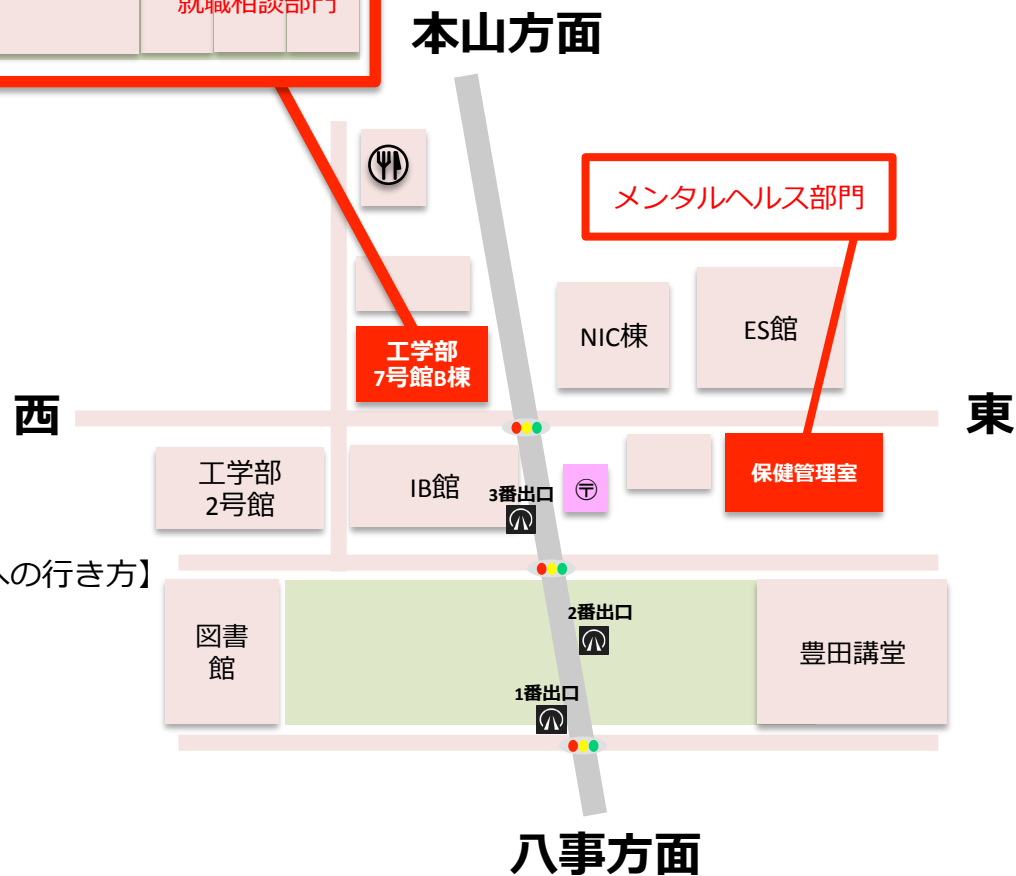 就職相談部門
本山方面
メンタルヘルス部門
NIC棟
ES館
工学部
7号館B棟
西
東
工学部
2号館
IB館
3番出口
〒
保健管理室
への行き方】
図書
館
2番出口
豊田講堂
1番出口
八事方面